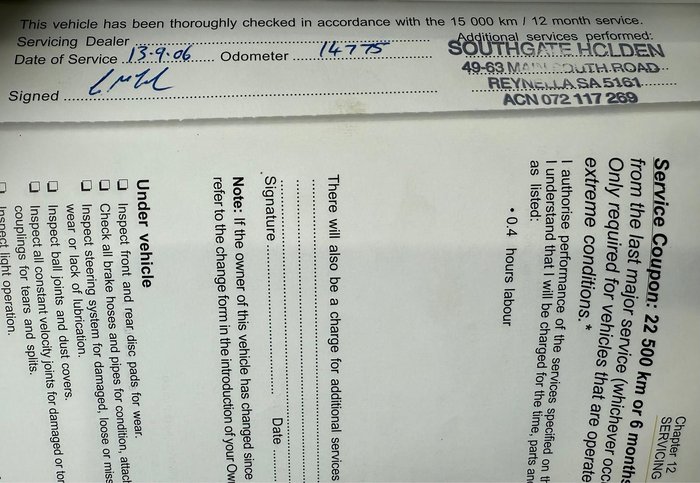 This vehicle has been thoroughly checked in accordance with the 15 000 km / 12 month service.
Servicing Dealer
Additional services performed:
Date of Service 13.9.06 Odometer 14775
SOUTHGATE HOLDEN
49-63 MAIN SOUTH ROAD
REYNELLA SA 5161
ACN 072 117 269
Signed
Chapter 12
SERVICING
Service Coupon: 22 500 km or 6 months
from the last major service (whichever
Only required for vehicles that are
extreme conditions. *
I authorise performance of the services specified on
I understand that I will be charged for the time, parts
as listed:
• 0.4 hours labour
There will also be a charge for additional services
Signature Date
Note: If the owner of this vehicle has changed since
refer to the change form in the introduction of your
Under vehicle
❑ Inspect front and rear disc pads for wear.
❑ Check all brake hoses and pipes for condition,
❑ Inspect steering system for damaged, loose or
wear or lack of lubrication.
❑ Inspect ball joints and dust covers.
❑ Inspect all constant velocity joints for damaged or
couplings for tears and splits.
❑ Inspect light operation.